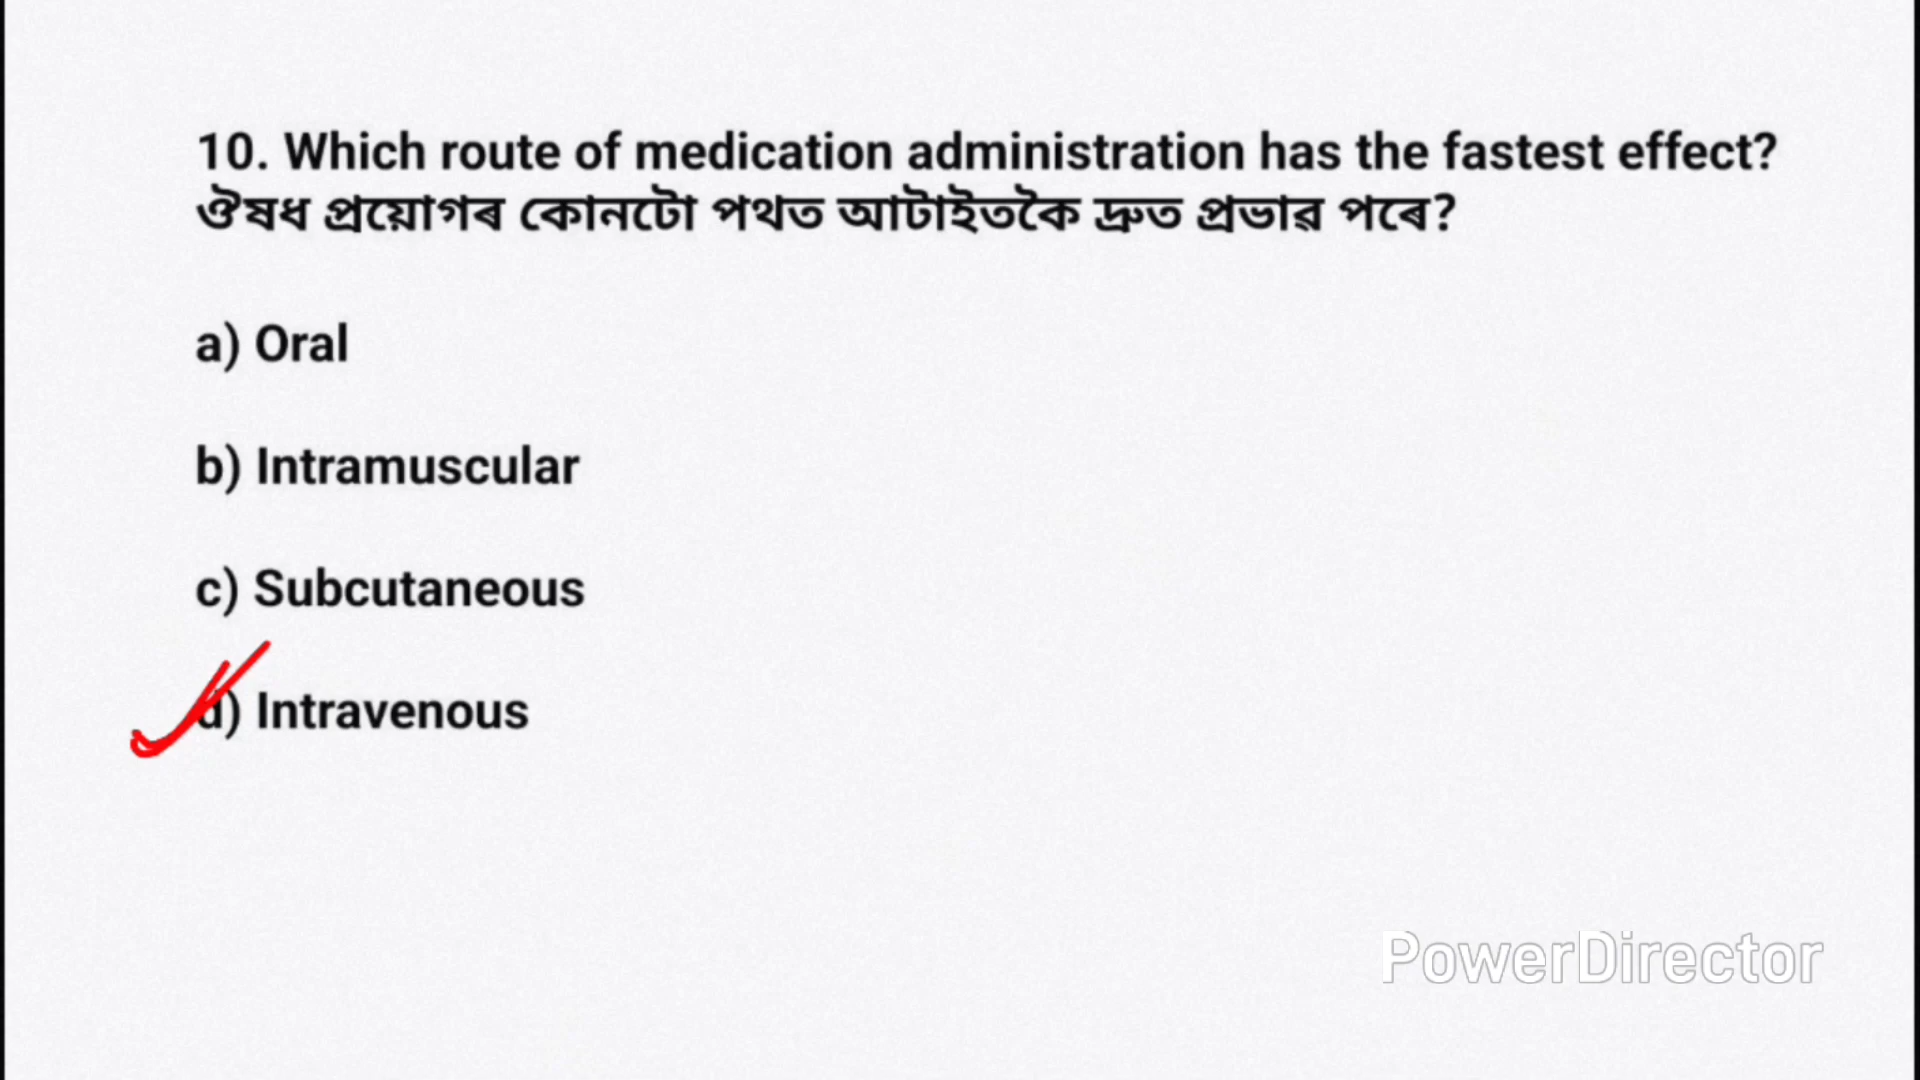 10. Which route of medication administration has the fastest effect?
ঔষধ প্ৰয়োগৰ কোনটো পথত আটাইতকৈ দ্ৰুত প্ৰভাৱ পৰে?
a) Oral
b) Intramuscular
c) Subcutaneous
d) Intravenous
PowerDirector